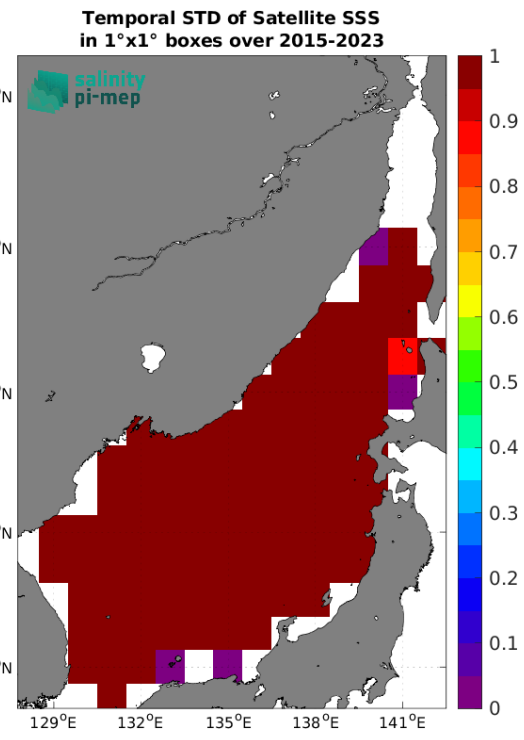 Temporal STD of Satellite SSS
in 1°x1° boxes over 2015-2023
salinity
pi-mep
1
0.9
0.8
0.7
0.6
0.5
0.4
0.3
0.2
0.1
0
N
N
N
N
N
129°E 132°E 135°E 138°E 141°E